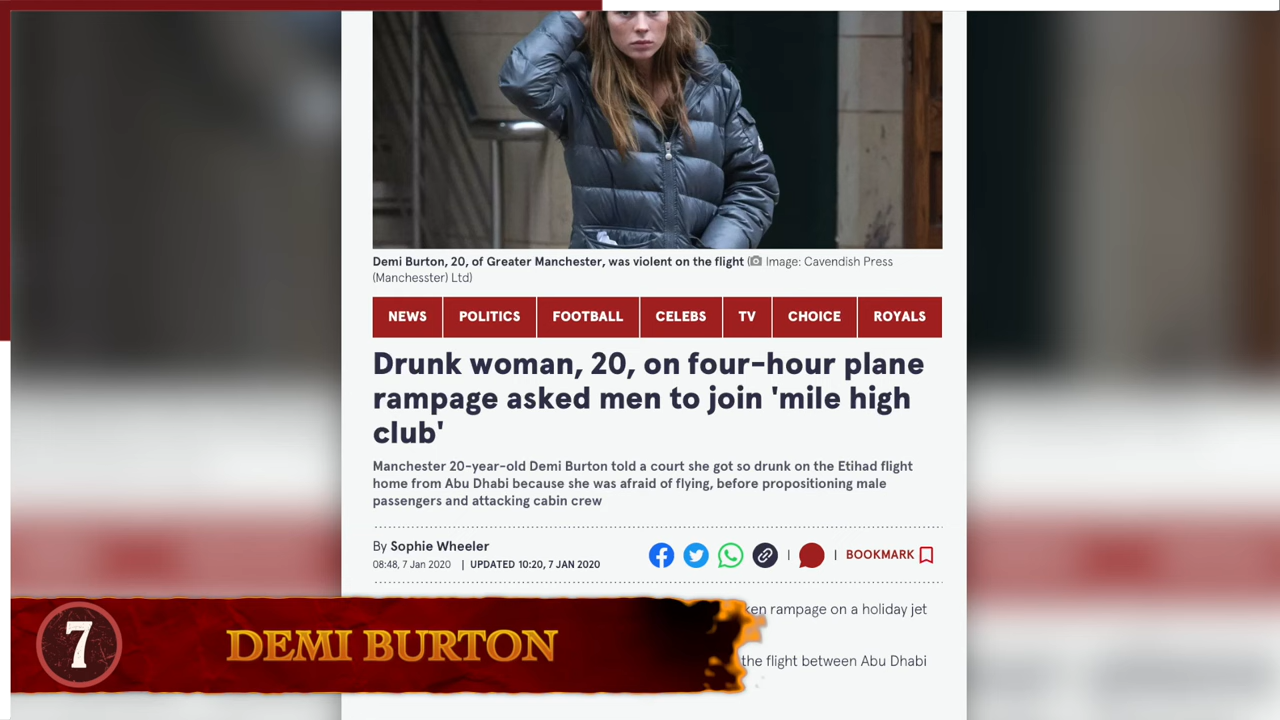 Demi Burton, 20, of Greater Manchester, was violent on the flight (Image: Cavendish Press
(Manchesster) Ltd)
NEWS POLITICS FOOTBALL CELEBS TV CHOICE ROYALS
Drunk woman, 20, on four-hour plane
rampage asked men to join 'mile high
club'
Manchester 20-year-old Demi Burton told a court she got so drunk on the Etihad flight
home from Abu Dhabi because she was afraid of flying, before propositioning male
passengers and attacking cabin crew
By Sophie Wheeler
08:48, 7 Jan 2020 | UPDATED 10:20, 7 JAN 2020
| | BOOKMARK
rampage on a holiday jet
7 DEMI BURTON
the flight between Abu Dhabi